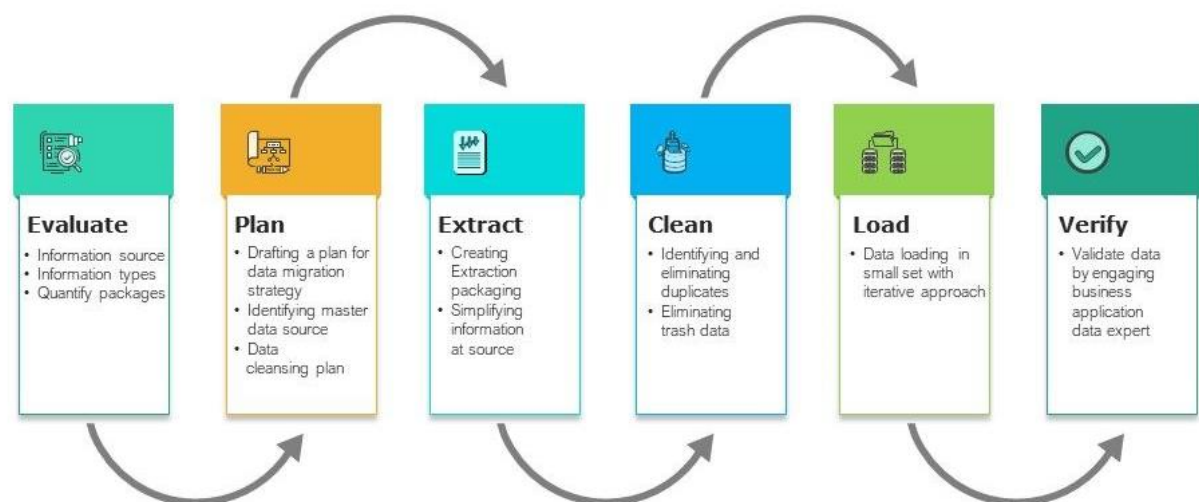 Evaluate
• Information source
• Information types
• Quantify packages
Plan
• Drafting a plan for
data migration
strategy
• Identifying master
data source
• Data
cleansing plan
Extract
• Creating
Extraction
packaging
• Simplifying
information
at source
Clean
• Identifying and
eliminating
duplicates
• Eliminating
trash data
Load
• Data loading in
small set with
iterative approach
Verify
• Validate data
by engaging
business
application
data expert